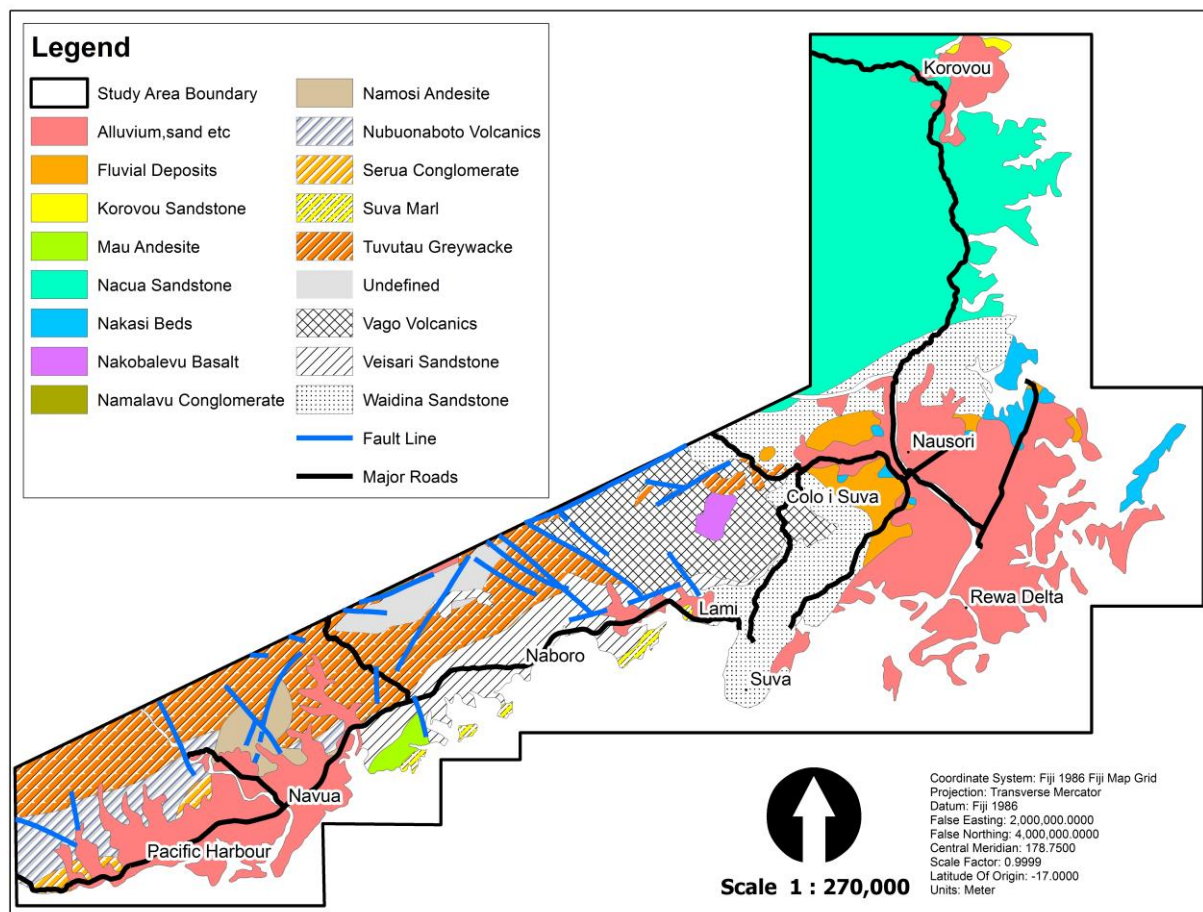 Legend
Study Area Boundary
Alluvium,sand etc
Fluvial Deposits
Korovou Sandstone
Mau Andesite
Nacua Sandstone
Nakasi Beds
Nakobalevu Basalt
Namalavu Conglomerate
Namosi Andesite
Nubuonaboto Volcanics
Serua Conglomerate
Suva Marl
Tuvutau Greywacke
Undefined
Vago Volcanics
Veisari Sandstone
Waidina Sandstone
Fault Line
Major Roads
Korovou
Nausori
Colo i Suva
Rewa Delta
Lami
Naboro
Suva
Navua
Pacific Harbour
Scale 1 : 270,000
Coordinate System: Fiji 1986 Fiji Map Grid
Projection: Transverse Mercator
Datum: Fiji 1986
False Easting: 2,000,000.0000
False Northing: 4,000,000.0000
Central Meridian: 178.7500
Scale Factor: 0.9999
Latitude Of Origin: -17.0000
Units: Meter